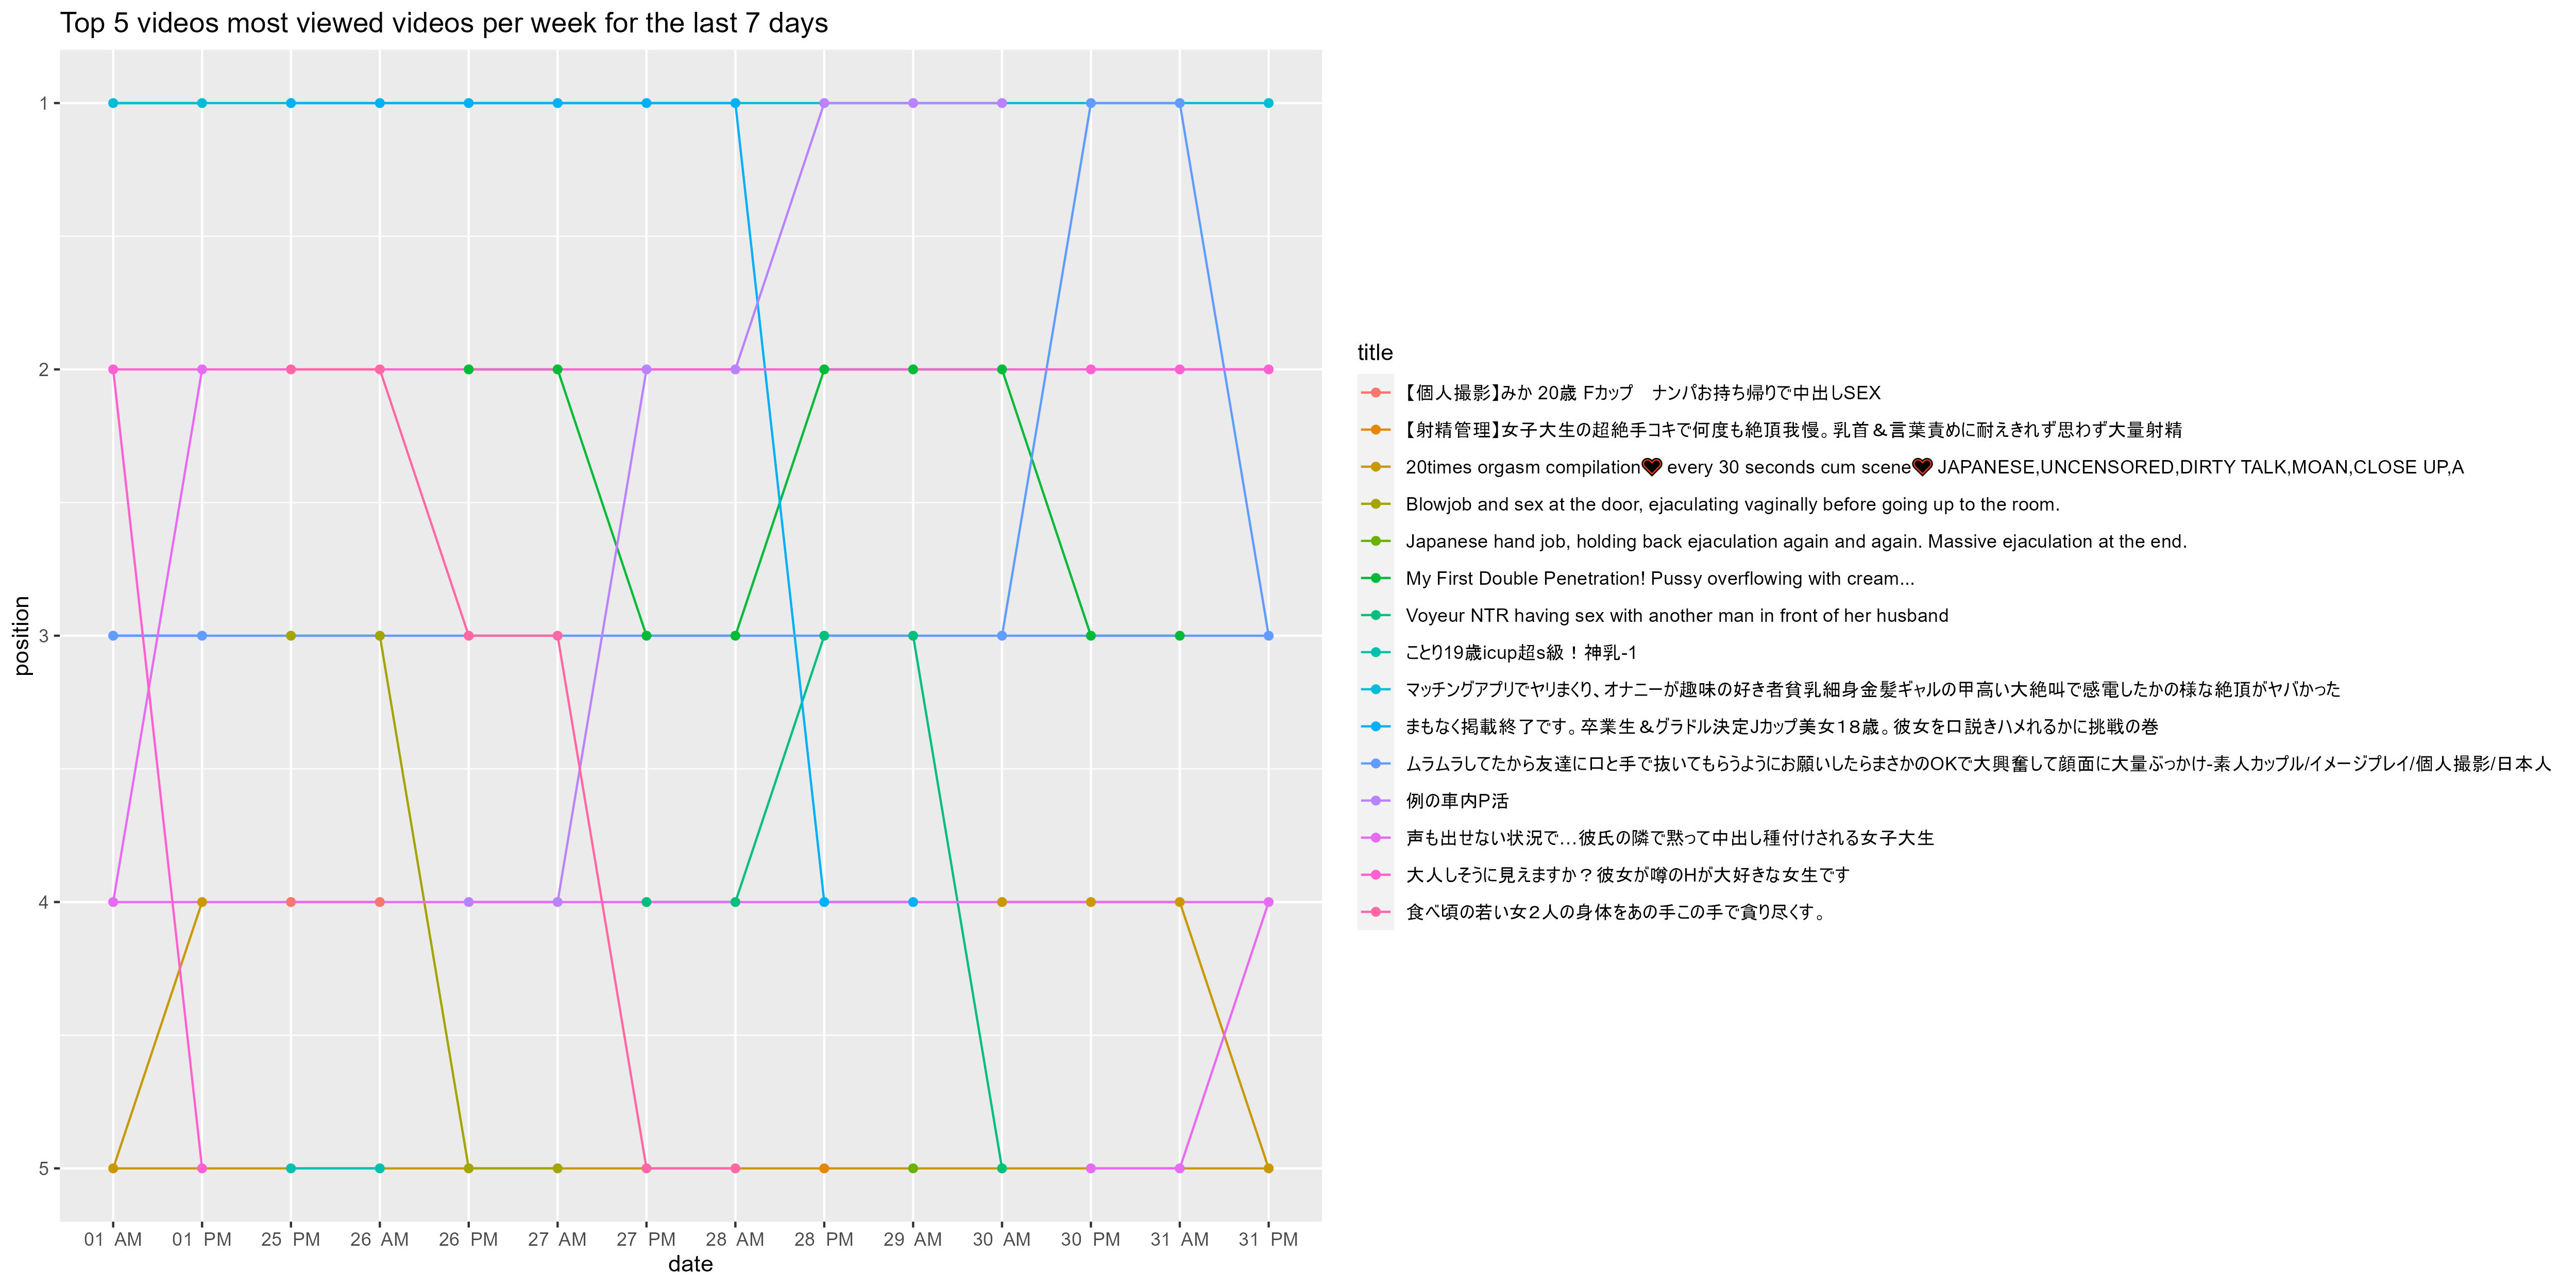 Top 5 videos most viewed videos per week for the last 7 days
position
1
2
3
4
5
01 AM 01 PM 25 PM 26 AM 26 PM 27 AM 27 PM 28 AM 28 PM 29 AM 30 AM 30 PM 31 AM 31 PM
date
title
【個人撮影】みか 20歳 Fカップ　ナンパお持ち帰りで中出しSEX
【射精管理】女子大生の超絶手コキで何度も絶頂我慢。乳首＆言葉責めに耐えきれず思わず大量射精
20times orgasm compilation🖤 every 30 seconds cum scene🖤 JAPANESE,UNCENSORED,DIRTY TALK,MOAN,CLOSE UP,A
Blowjob and sex at the door, ejaculating vaginally before going up to the room.
Japanese hand job, holding back ejaculation again and again. Massive ejaculation at the end.
My First Double Penetration! Pussy overflowing with cream...
Voyeur NTR having sex with another man in front of her husband
ことり19歳icup超s級！神乳-1
マッチングアプリでヤリまくり、オナニーが趣味の好き者貧乳細身金髪ギャルの甲高い大絶叫で感電したかの様な絶頂がヤバかった
まもなく掲載終了です。卒業生＆グラドル決定Jカップ美女１８歳。彼女を口説きハメれるかに挑戦の巻
ムラムラしてたから友達に口と手で抜いてもらうようにお願いしたらまさかのOKで大興奮して顔面に大量ぶっかけ-素人カップル/イメージプレイ/個人撮影/日本人
例の車内P活
声も出せない状況で…彼氏の隣で黙って中出し種付けされる女子大生
大人しそうに見えますか？彼女が噂のHが大好きな女生です
食べ頃の若い女２人の身体をあの手この手で貪り尽くす。